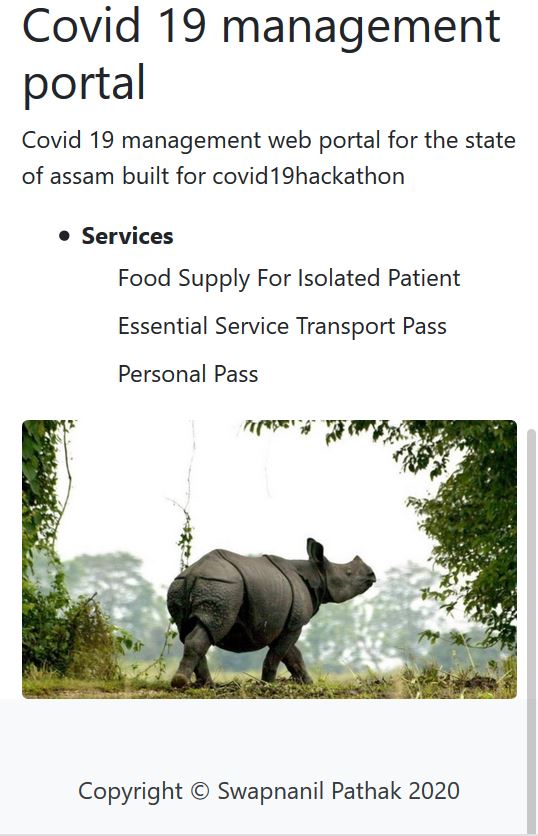 Covid 19 management
portal
Covid 19 management web portal for the state
of assam built for covid19hackathon
Services
Food Supply For Isolated Patient
Essential Service Transport Pass
Personal Pass
Copyright © Swapnanil Pathak 2020